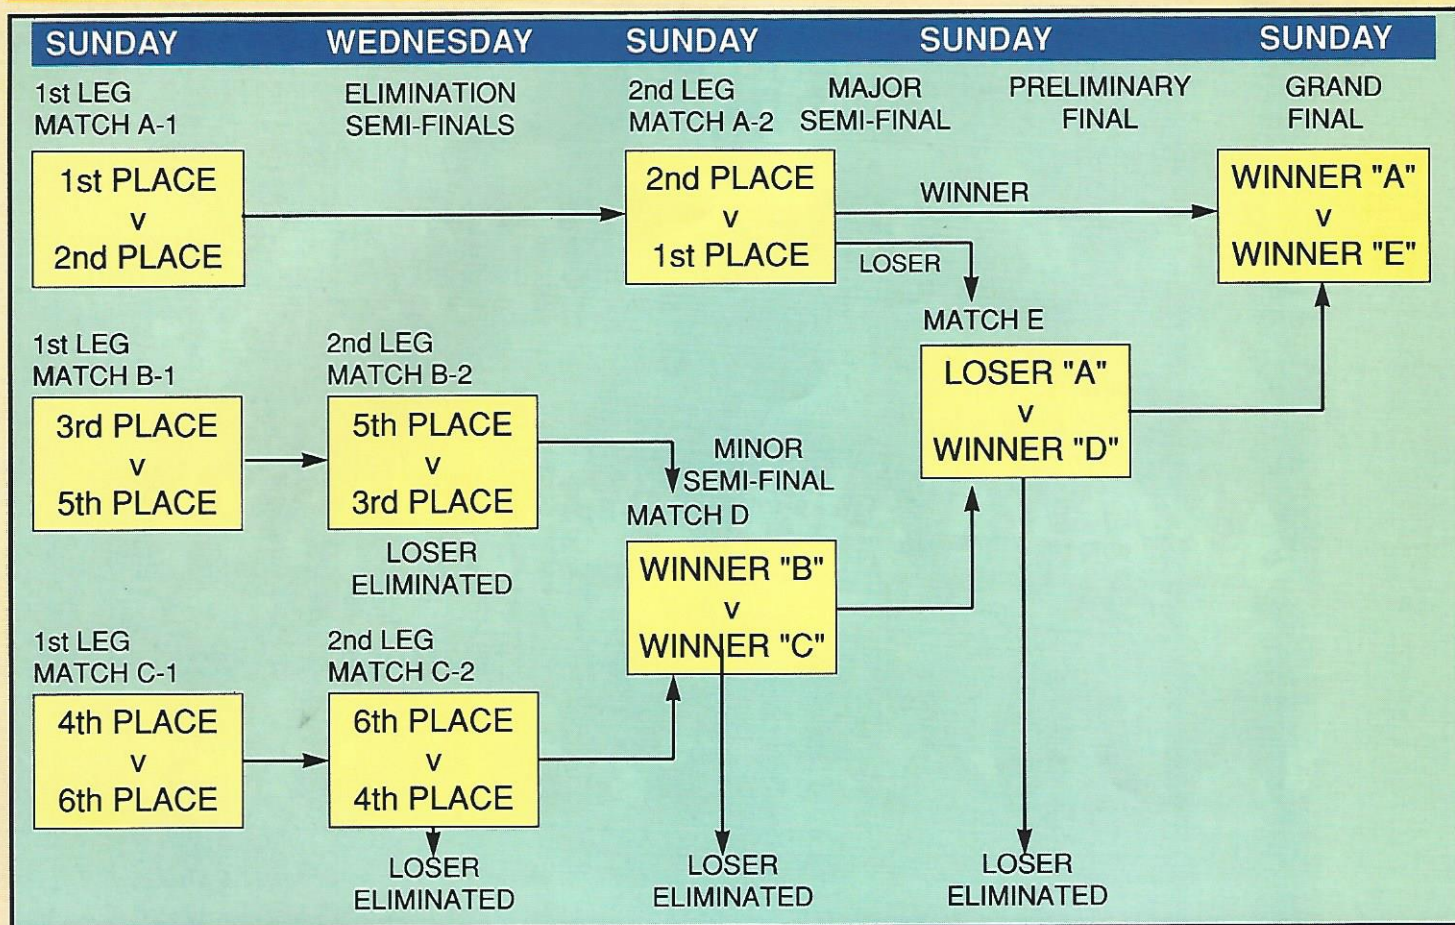 SUNDAY WEDNESDAY SUNDAY SUNDAY SUNDAY
1st LEG
MATCH A-1
ELIMINATION
SEMI-FINALS
2nd LEG
MATCH A-2
MAJOR
SEMI-FINAL
PRELIMINARY
FINAL
GRAND
FINAL
1st PLACE
v
2nd PLACE
2nd PLACE
v
1st PLACE
WINNER
LOSER
WINNER "A"
v
WINNER "E"
1st LEG
MATCH B-1
2nd LEG
MATCH B-2
MATCH E
3rd PLACE
v
5th PLACE
5th PLACE
v
3rd PLACE
LOSER
ELIMINATED
MINOR
SEMI-FINAL
MATCH D
LOSER "A"
v
WINNER "D"
WINNER "B"
v
WINNER "C"
1st LEG
MATCH C-1
2nd LEG
MATCH C-2
4th PLACE
v
6th PLACE
6th PLACE
v
4th PLACE
LOSER
ELIMINATED
LOSER
ELIMINATED
LOSER
ELIMINATED